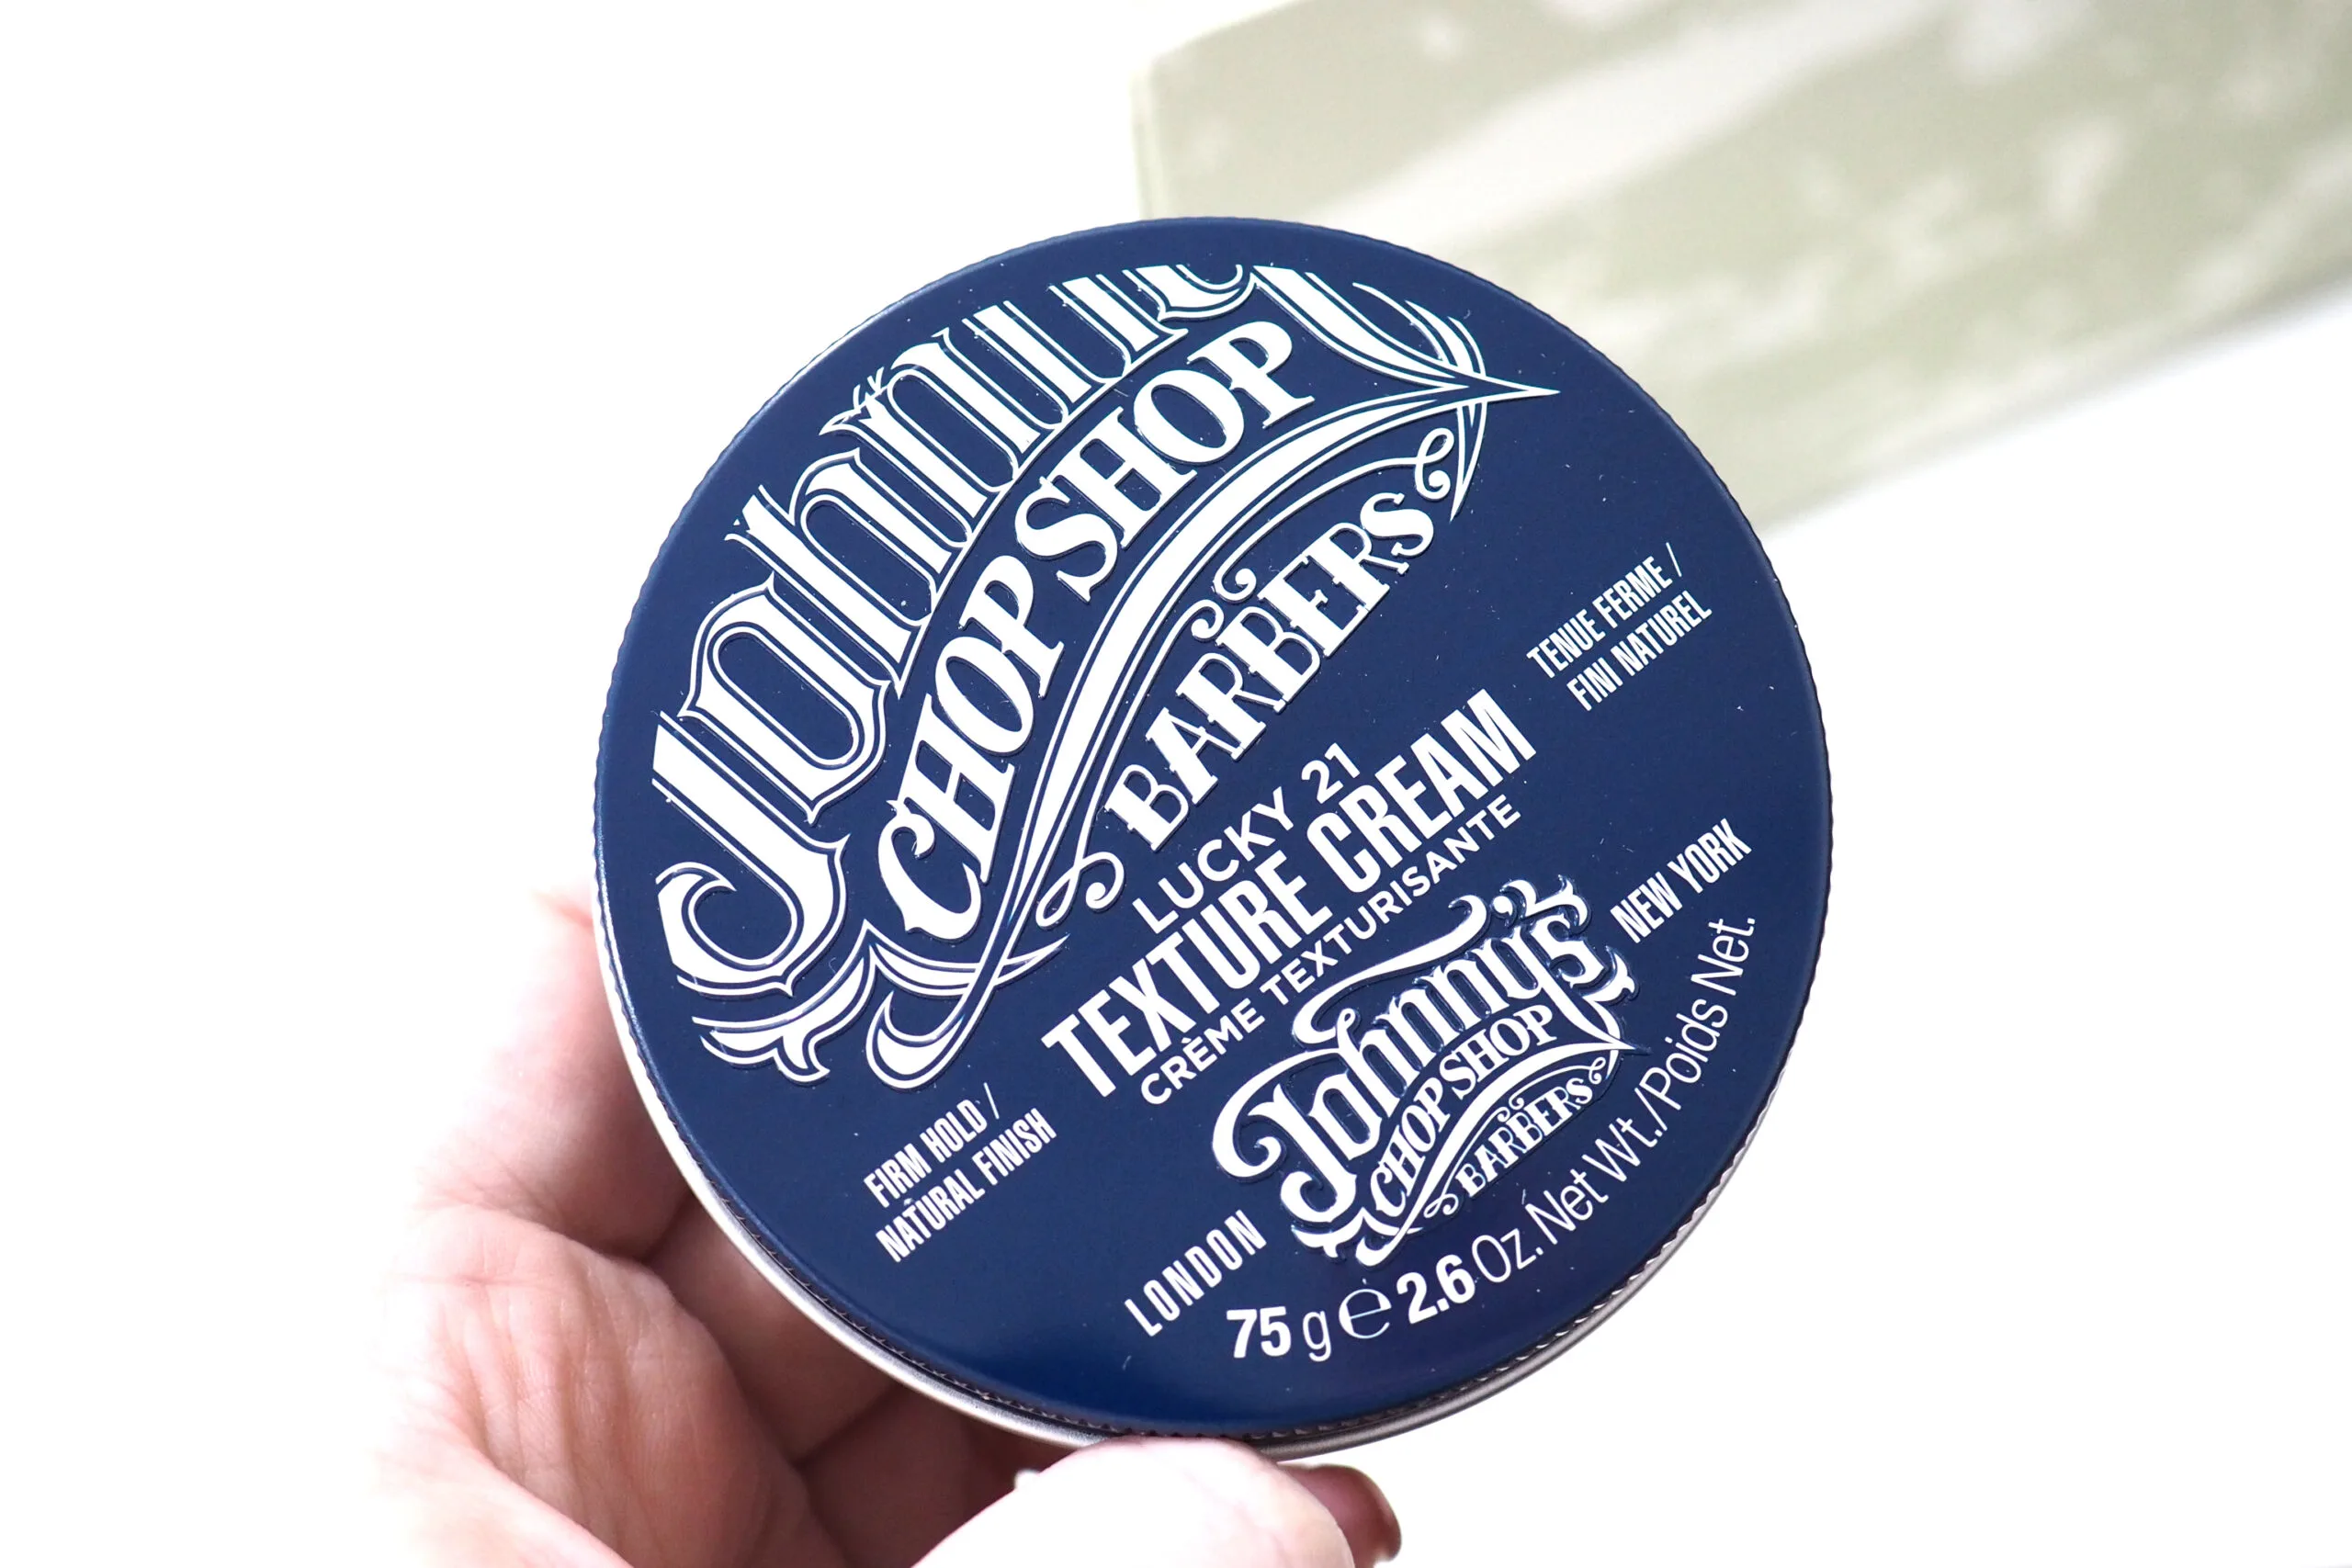 Johnny
CHOP SHOP
BARBERS
TENUE FERME /
FINI NATUREL
LUCKY 21
TEXTURE CREAM
CRÈME TEXTURISANTE
FIRM HOLD /
NATURAL FINISH
Johnny's
CHOP SHOP
BARBERS
LONDON
NEW YORK
75 g e 2.6 Oz. Net Wt./Poids Net.